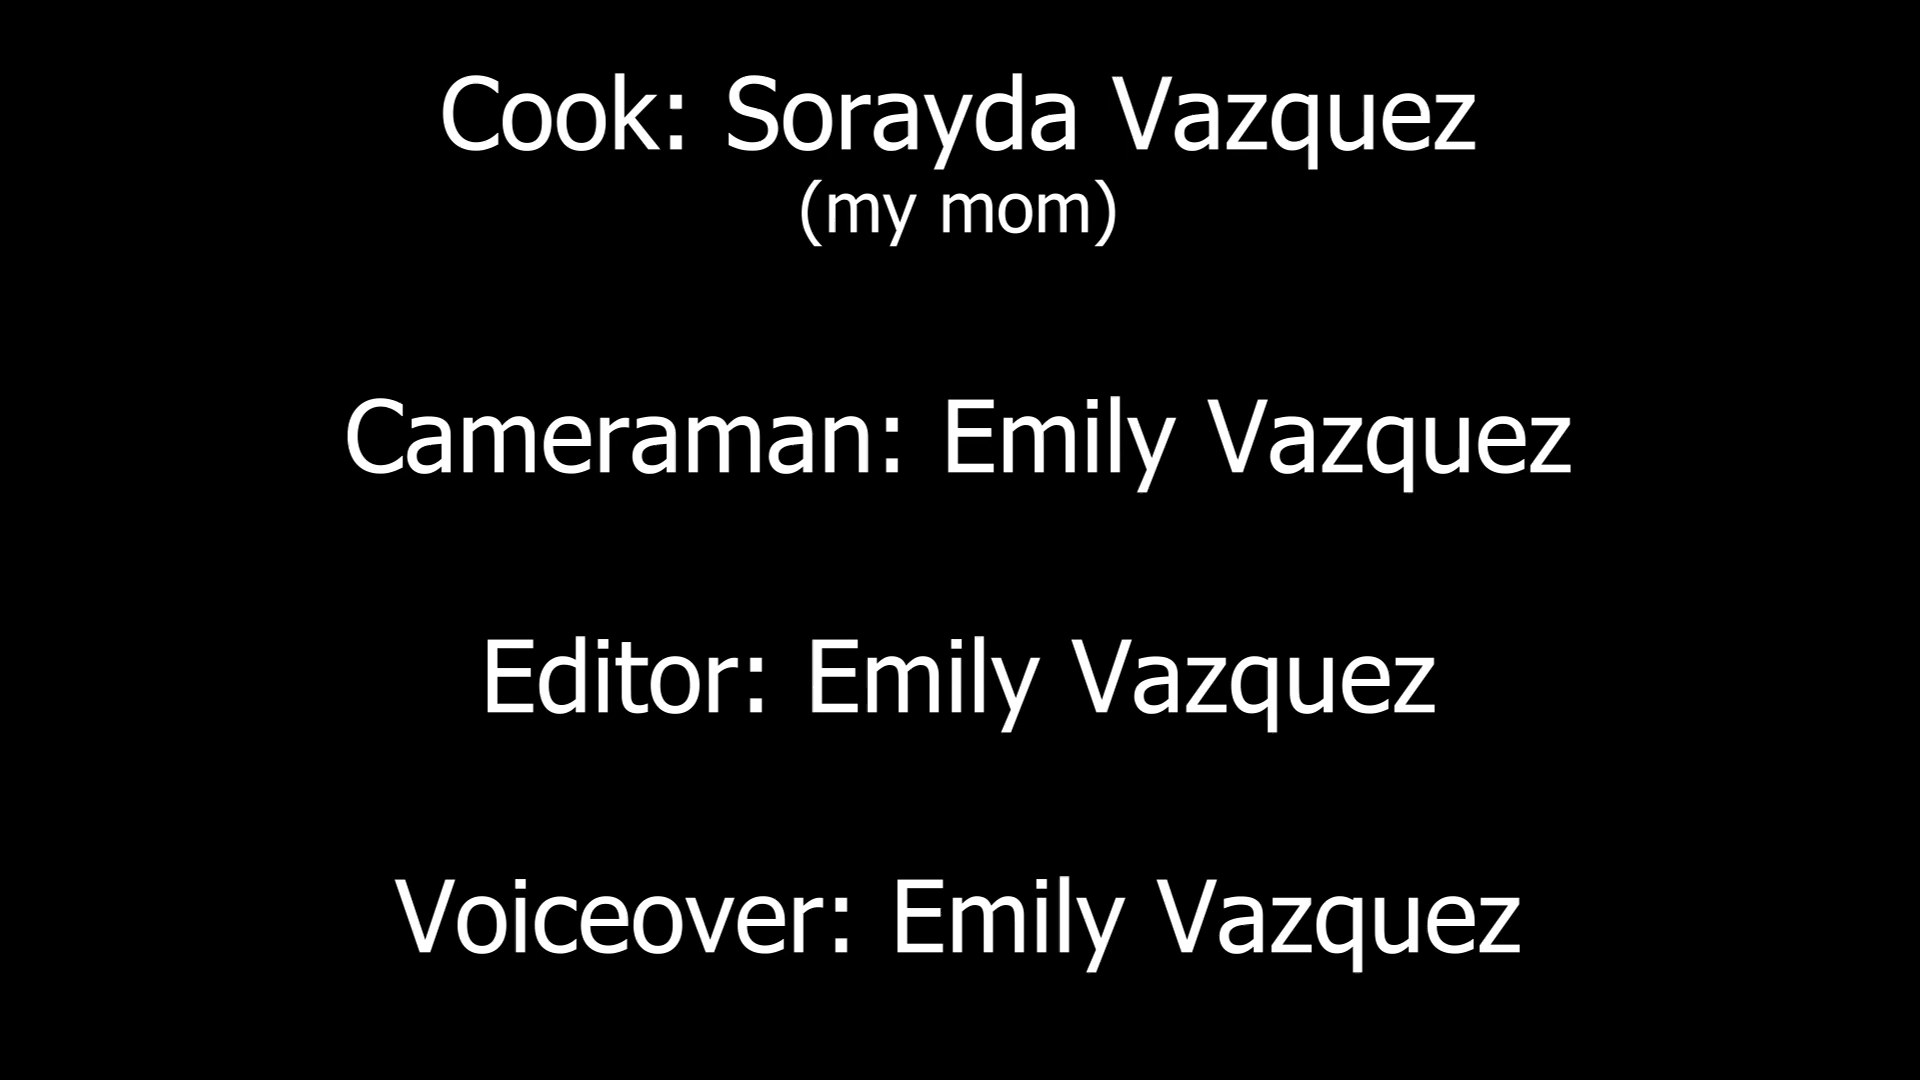 Cook: Sorayda Vazquez
(my mom)
Cameraman: Emily Vazquez
Editor: Emily Vazquez
Voiceover: Emily Vazquez